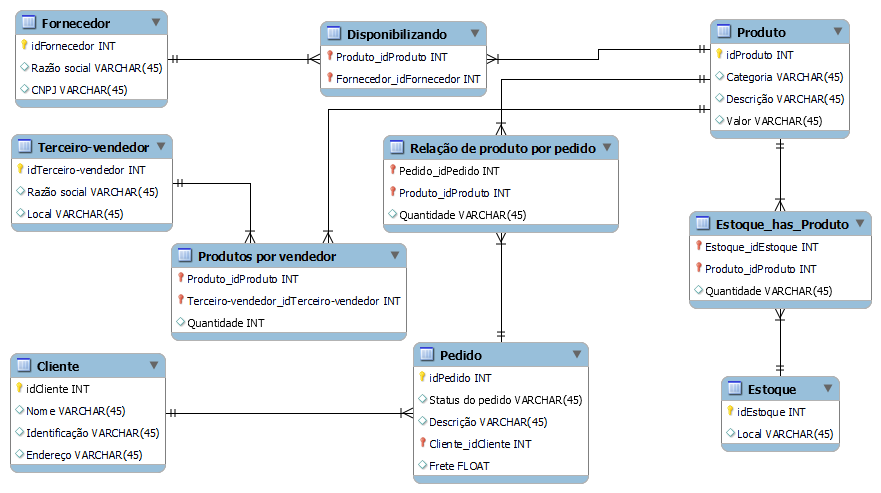 Fornecedor
idFornecedor INT
Razão social VARCHAR(45)
CNPJ VARCHAR(45)
Disponibilizando
Produto_idProduto INT
Fornecedor_idFornecedor INT
Produto
idProduto INT
Categoria VARCHAR(45)
Descrição VARCHAR(45)
Valor VARCHAR(45)
Terceiro-vendedor
idTerceiro-vendedor INT
Razão social VARCHAR(45)
Local VARCHAR(45)
Relação de produto por pedido
Pedido_idPedido INT
Produto_idProduto INT
Quantidade VARCHAR(45)
Estoque_has_Produto
Estoque_idEstoque INT
Produto_idProduto INT
Quantidade VARCHAR(45)
Produtos por vendedor
Produto_idProduto INT
Terceiro-vendedor_idTerceiro-vendedor INT
Quantidade INT
Cliente
idCliente INT
Nome VARCHAR(45)
Identificação VARCHAR(45)
Endereço VARCHAR(45)
Pedido
idPedido INT
Status do pedido VARCHAR(45)
Descrição VARCHAR(45)
Cliente_idCliente INT
Frete FLOAT
Estoque
idEstoque INT
Local VARCHAR(45)